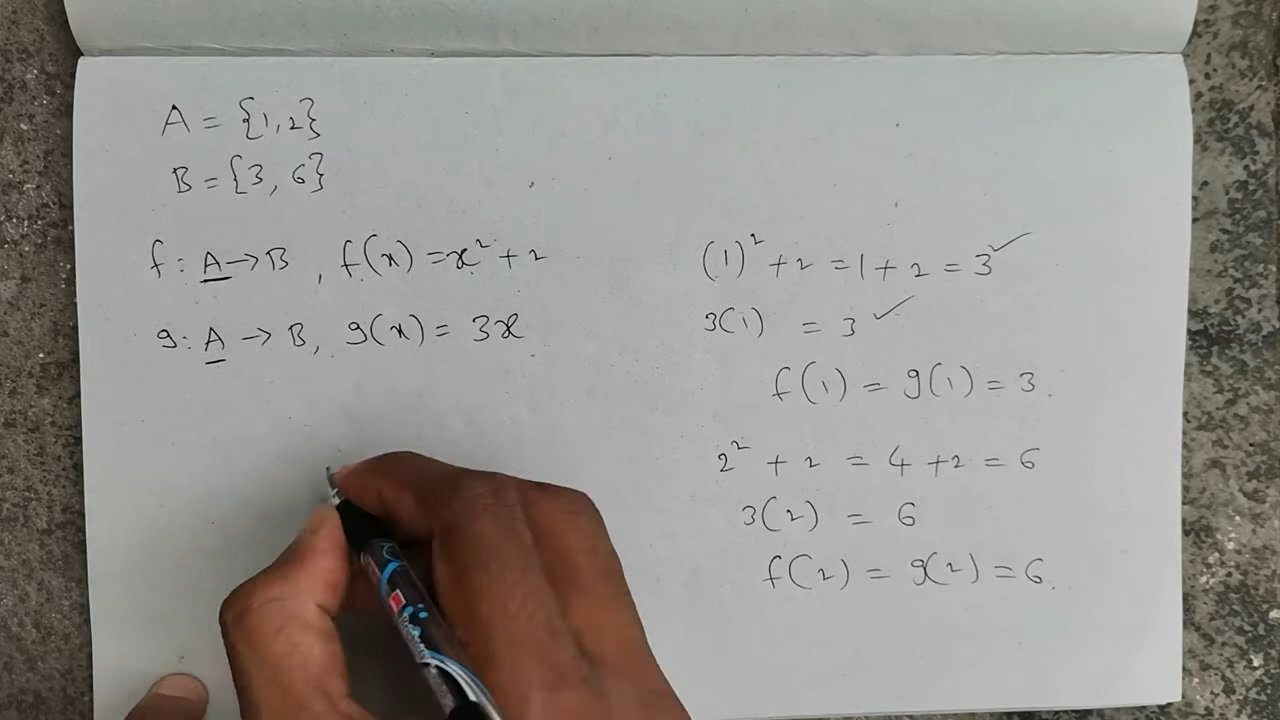 A = {1, 2}
B = {3, 6}
f : A → B , f(x) = x² + 2
g : A → B, g(x) = 3x
(1)² + 2 = 1 + 2 = 3 ✓
3(1) = 3 ✓
f(1) = g(1) = 3.
2² + 2 = 4 + 2 = 6
3(2) = 6
f(2) = g(2) = 6.